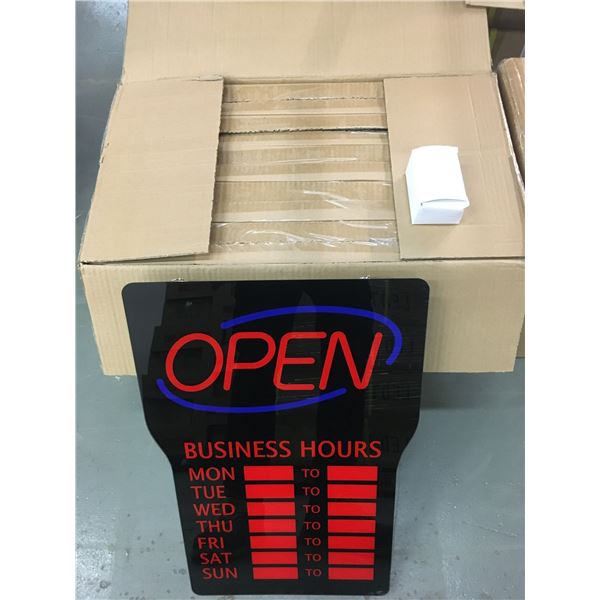 OPEN
BUSINESS HOURS
MON TO
TUE TO
WED TO
THU TO
FRI TO
SAT TO
SUN TO